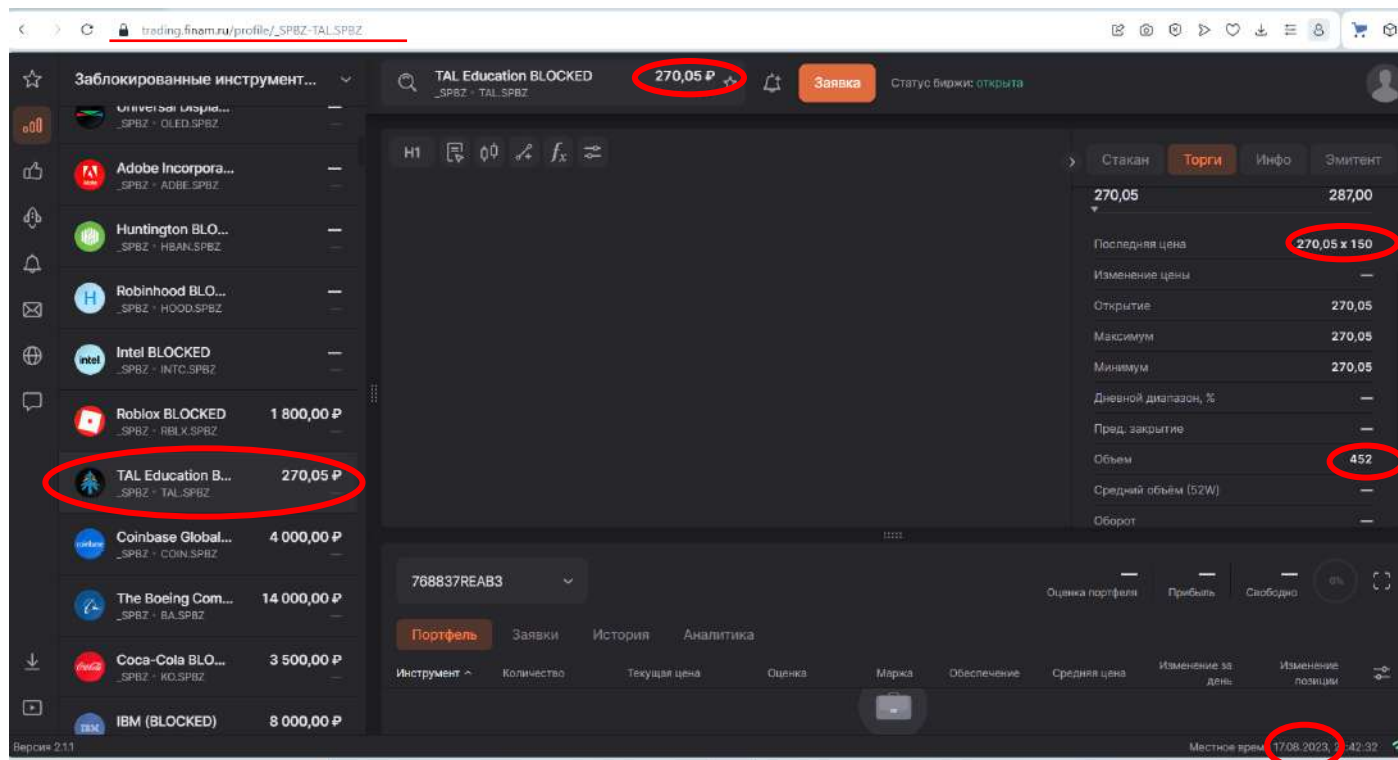 trading.finam.ru/profile/_SPBZ-TAL.SPBZ
Заблокированные инструмент...
TAL Education BLOCKED
270,05 ₽
_SPBZ • TAL.SPBZ
Заявка
Статус биржи: открыта
Universal Displa...
—
_SPBZ • OLED.SPBZ
—
Adobe Incorpora...
—
_SPBZ • ADBE.SPBZ
—
Huntington BLO...
—
_SPBZ • HBAN.SPBZ
—
H
Robinhood BLO...
—
_SPBZ • HOOD.SPBZ
—
intel
Intel BLOCKED
—
_SPBZ • INTC.SPBZ
—
Roblox BLOCKED
1 800,00 ₽
_SPBZ • RBLX.SPBZ
—
TAL Education B...
270,05 ₽
_SPBZ • TAL.SPBZ
—
coinbase
Coinbase Global...
4 000,00 ₽
_SPBZ • COIN.SPBZ
—
The Boeing Com...
14 000,00 ₽
_SPBZ • BA.SPBZ
—
Coca-Cola BLO...
3 500,00 ₽
_SPBZ • KO.SPBZ
—
IBM
IBM (BLOCKED)
8 000,00 ₽
H1
fx
Стакан Торги Инфо Эмитент
270,05 287,00
Последняя цена 270,05 x 150
Изменение цены —
Открытие 270,05
Максимум 270,05
Минимум 270,05
Дневной диапазон, % —
Пред. закрытие —
Объем 452
Средний объём (52W) —
Оборот —
768837REAB3
— — —
Оценка портфеля Прибыль Свободно
0%
Портфель Заявки История Аналитика
Инструмент Количество Текущая цена Оценка Маржа Обеспечение Средняя цена Изменение за день Изменение позиции
Версия 2.1.1
Местное время 17.08.2023, :42:32